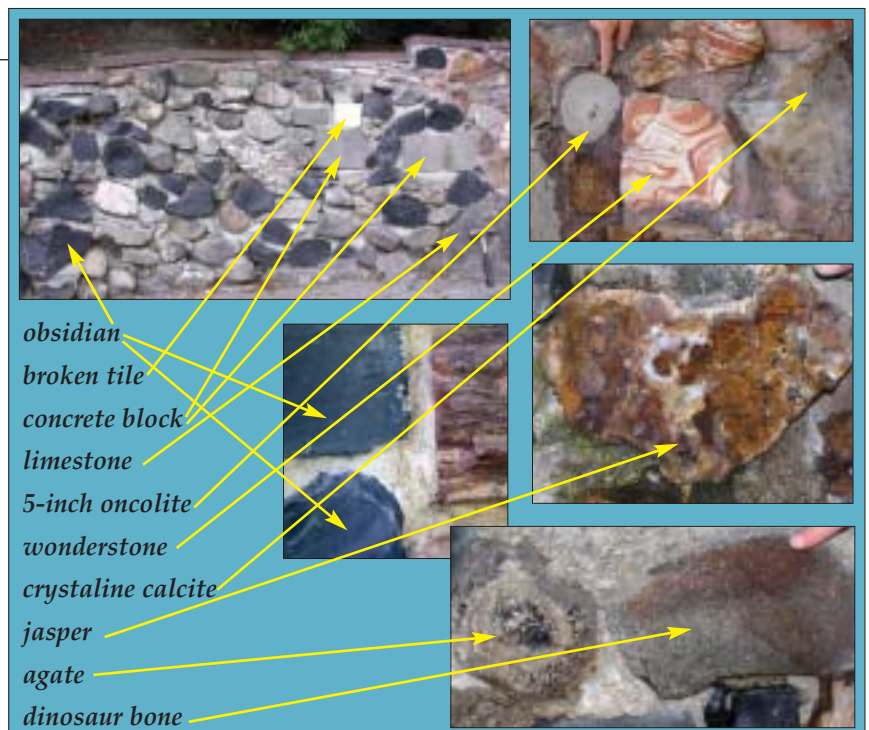 obsidian
broken tile
concrete block
limestone
5-inch oncolite
wonderstone
crystaline calcite
jasper
agate
dinosaur bone